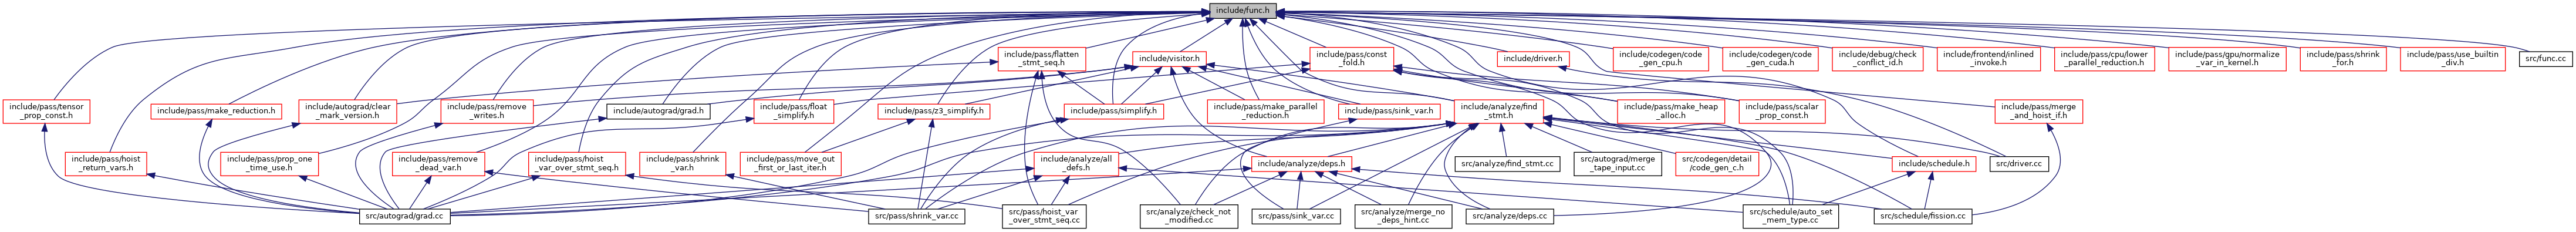 include/func.h
include/pass/flatten
_stmt_seq.h
include/visitor.h
include/pass/const
_fold.h
include/driver.h
include/codegen/code
_gen_cpu.h
include/codegen/code
_gen_cuda.h
include/debug/check
_conflict_id.h
include/frontend/inlined
_invoke.h
include/pass/cpu/lower
_parallel_reduction.h
include/pass/gpu/normalize
_var_in_kernel.h
include/pass/shrink
_for.h
include/pass/use_builtin
_div.h
src/func.cc
include/pass/tensor
_prop_const.h
include/pass/make_reduction.h
include/autograd/clear
_mark_version.h
include/pass/remove
_writes.h
include/autograd/grad.h
include/pass/float
_simplify.h
include/pass/z3_simplify.h
include/pass/simplify.h
include/pass/make_parallel
_reduction.h
include/pass/sink_var.h
include/analyze/find
_stmt.h
include/pass/make_heap
_alloc.h
include/pass/scalar
_prop_const.h
include/pass/merge
_and_hoist_if.h
include/pass/hoist
_return_vars.h
include/pass/prop_one
_time_use.h
include/pass/remove
_dead_var.h
include/pass/hoist
_var_over_stmt_seq.h
include/pass/shrink
_var.h
include/pass/move_out
_first_or_last_iter.h
include/analyze/all
_defs.h
include/analyze/deps.h
src/analyze/find_stmt.cc
src/autograd/merge
_tape_input.cc
src/codegen/detail
/code_gen_c.h
include/schedule.h
src/driver.cc
src/autograd/grad.cc
src/pass/shrink_var.cc
src/pass/hoist_var
_over_stmt_seq.cc
src/analyze/check_not
_modified.cc
src/pass/sink_var.cc
src/analyze/merge_no
_deps_hint.cc
src/analyze/deps.cc
src/schedule/auto_set
_mem_type.cc
src/schedule/fission.cc